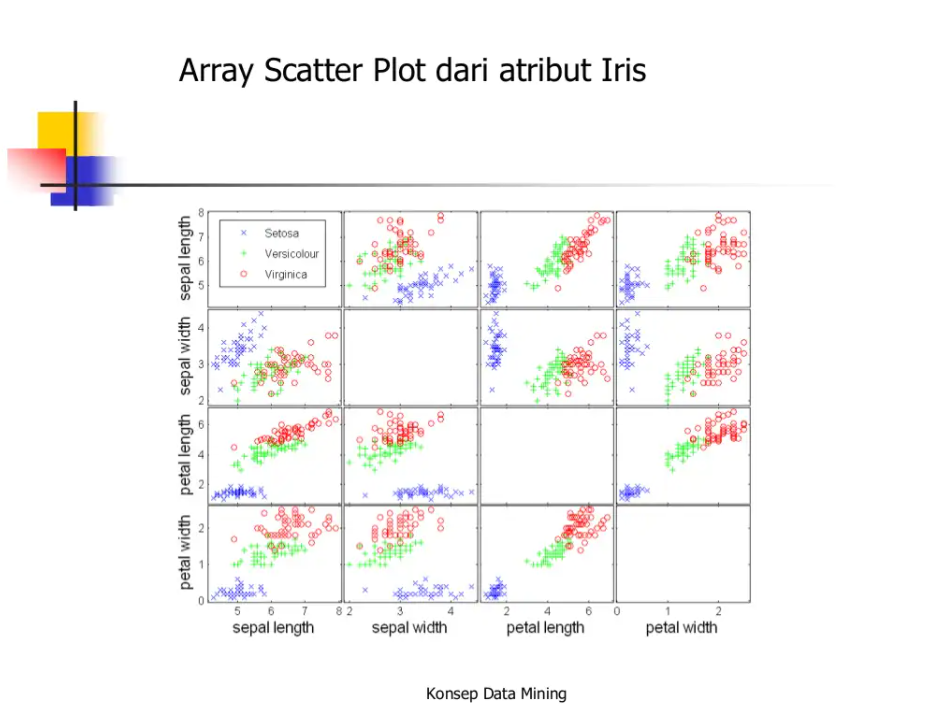 Array Scatter Plot dari atribut Iris
sepal length
8
7
6
5
Setosa
Versicolour
Virginica
sepal width
4
3
2
petal length
6
4
2
petal width
2
1
0
5 6 7 8 2 3 4 2 4 6 0 1 2
sepal length sepal width petal length petal width
Konsep Data Mining